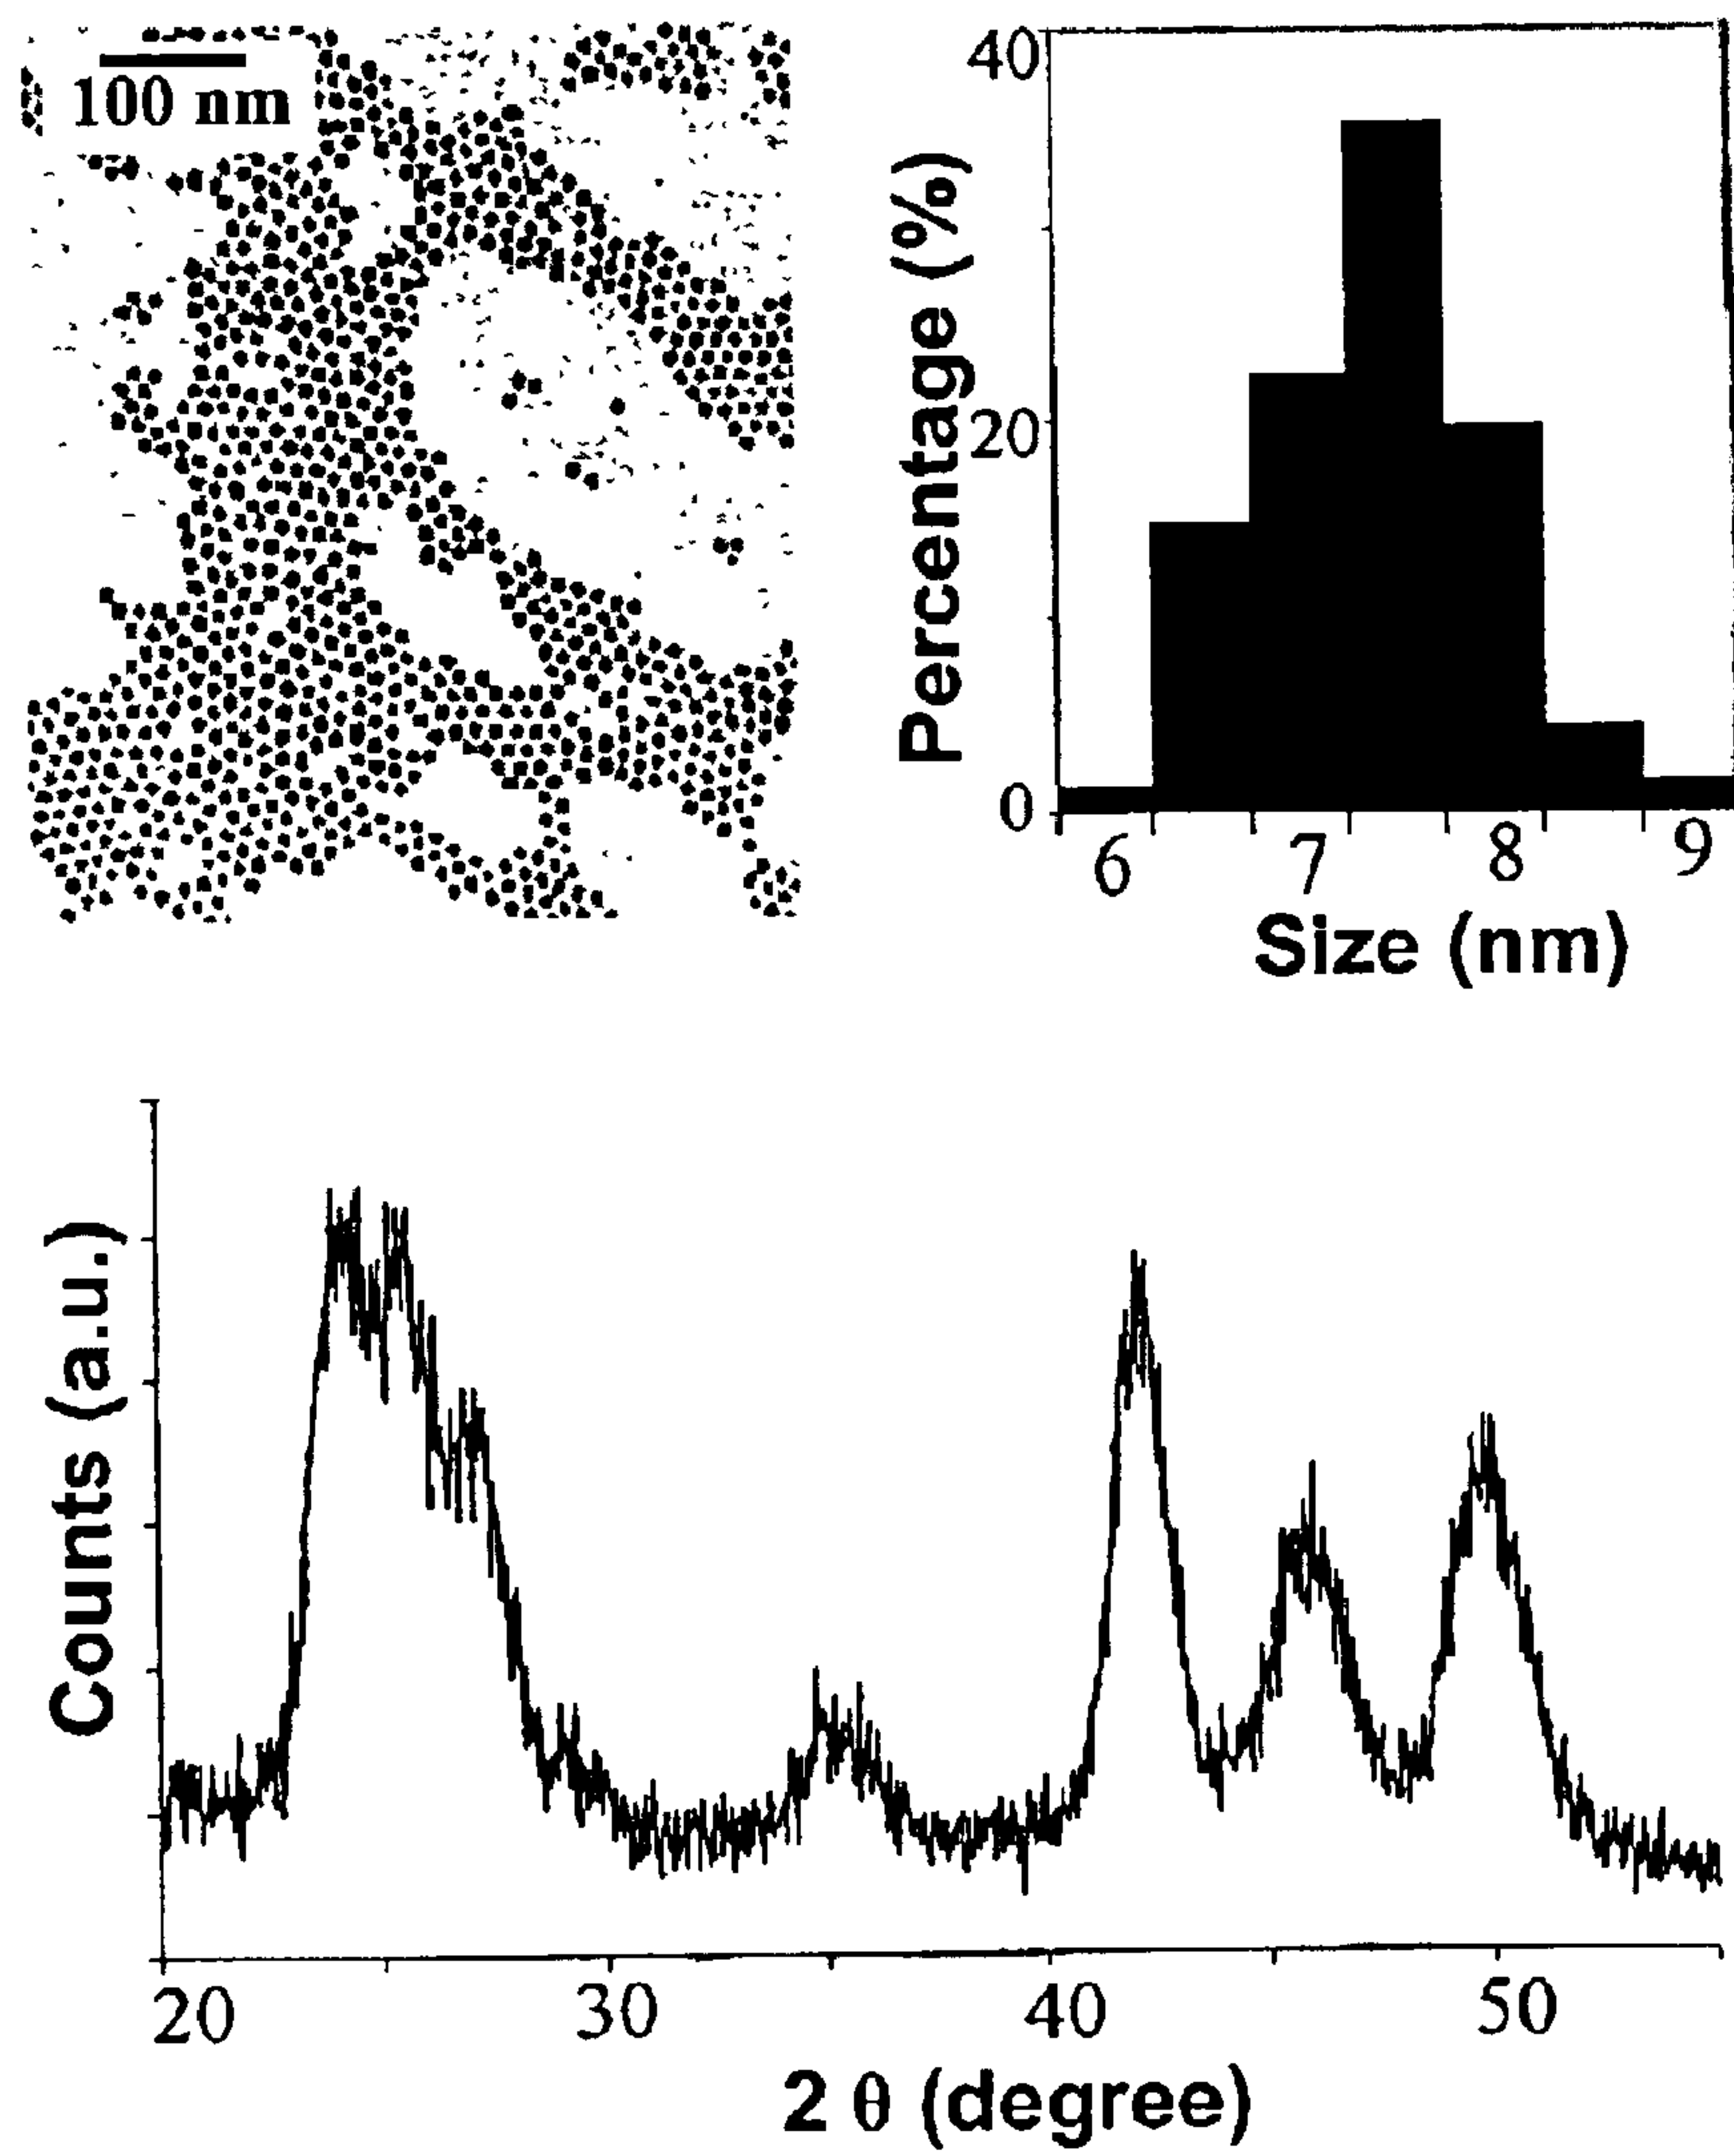 100 nm
40
20
0
Percentage (%)
6 7 8 9
Size (nm)
Counts (a.u.)
20 30 40 50
2 θ (degree)